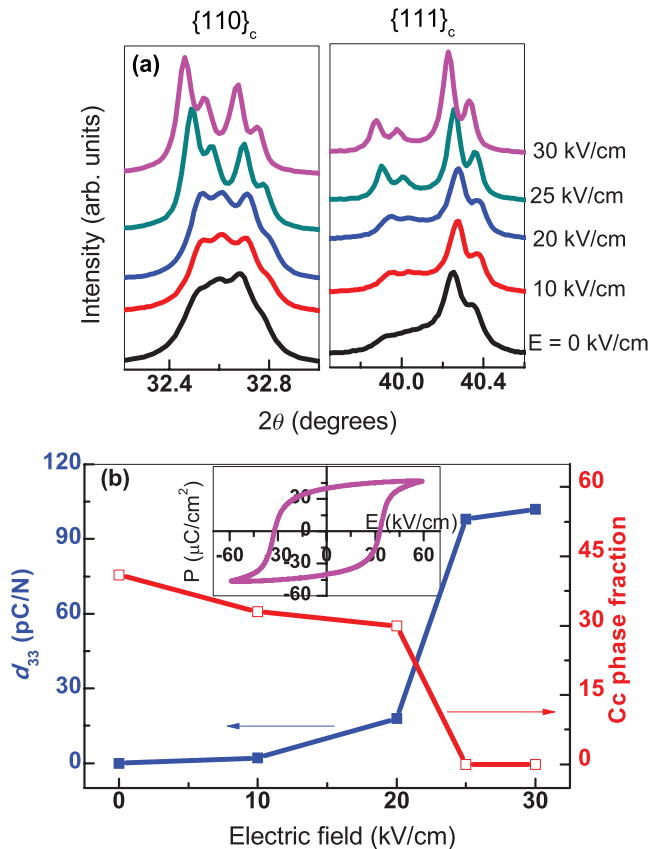 {110}c {111}c
(a)
30 kV/cm
25 kV/cm
20 kV/cm
10 kV/cm
E = 0 kV/cm
Intensity (arb. units)
32.4 32.8 40.0 40.4
2θ (degrees)
(b)
120
90
60
30
0
d33 (pC/N)
P (μC/cm2)
30
0
-30
-60
E (kV/cm)
-60 -30 0 30 60
60
45
30
15
0
Cc phase fraction
0 10 20 30
Electric field (kV/cm)